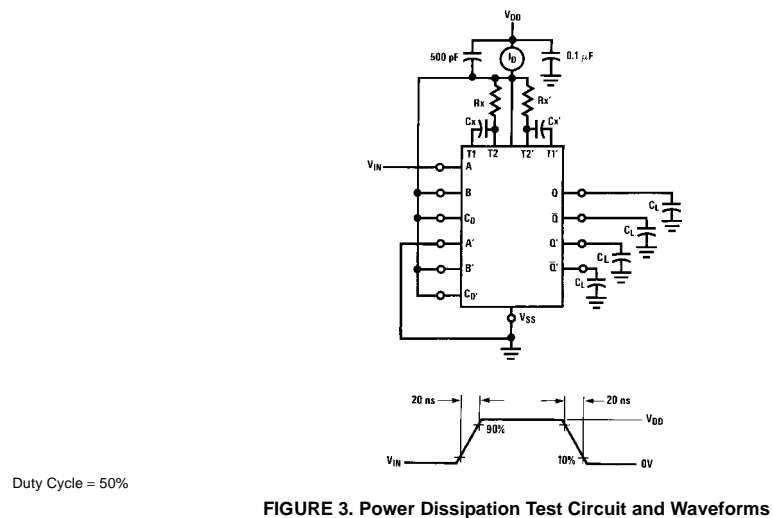 VDD
500 pF
ID
0.1 μF
Rx
Rx'
Cx
Cx'
T1 T2 T2' T1'
VIN
A
B
CD
A'
B'
CD'
Q
Q̅
Q'
Q̅'
CL
CL
CL
CL
VSS
20 ns
20 ns
90%
VDD
VIN
10%
0V
Duty Cycle = 50%
FIGURE 3. Power Dissipation Test Circuit and Waveforms